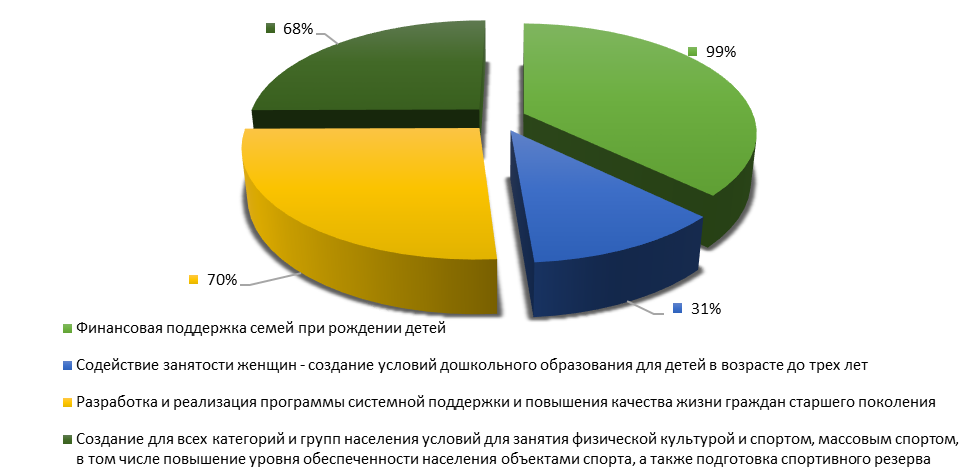 68%
99%
70%
31%
Финансовая поддержка семей при рождении детей
Содействие занятости женщин - создание условий дошкольного образования для детей в возрасте до трех лет
Разработка и реализация программы системной поддержки и повышения качества жизни граждан старшего поколения
Создание для всех категорий и групп населения условий для занятия физической культурой и спортом, массовым спортом,
в том числе повышение уровня обеспеченности населения объектами спорта, а также подготовка спортивного резерва